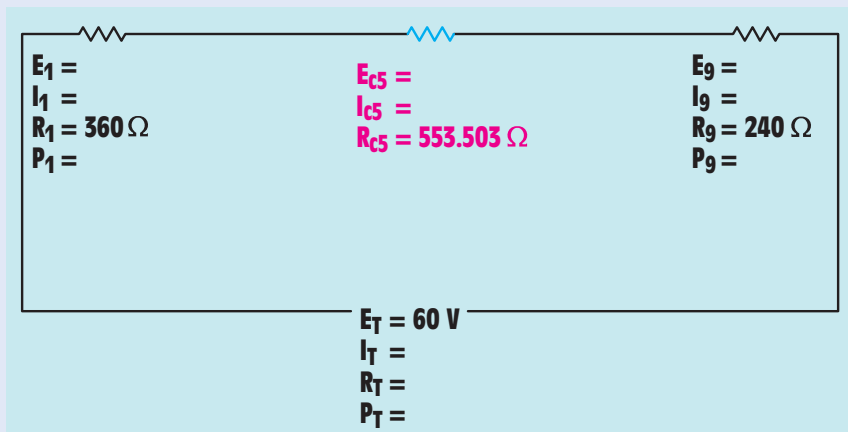 E1 =
I1 =
R1 = 360 Ω
P1 =
Ec5 =
Ic5 =
Rc5 = 553.503 Ω
E9 =
I9 =
R9 = 240 Ω
P9 =
ET = 60 V
IT =
RT =
PT =